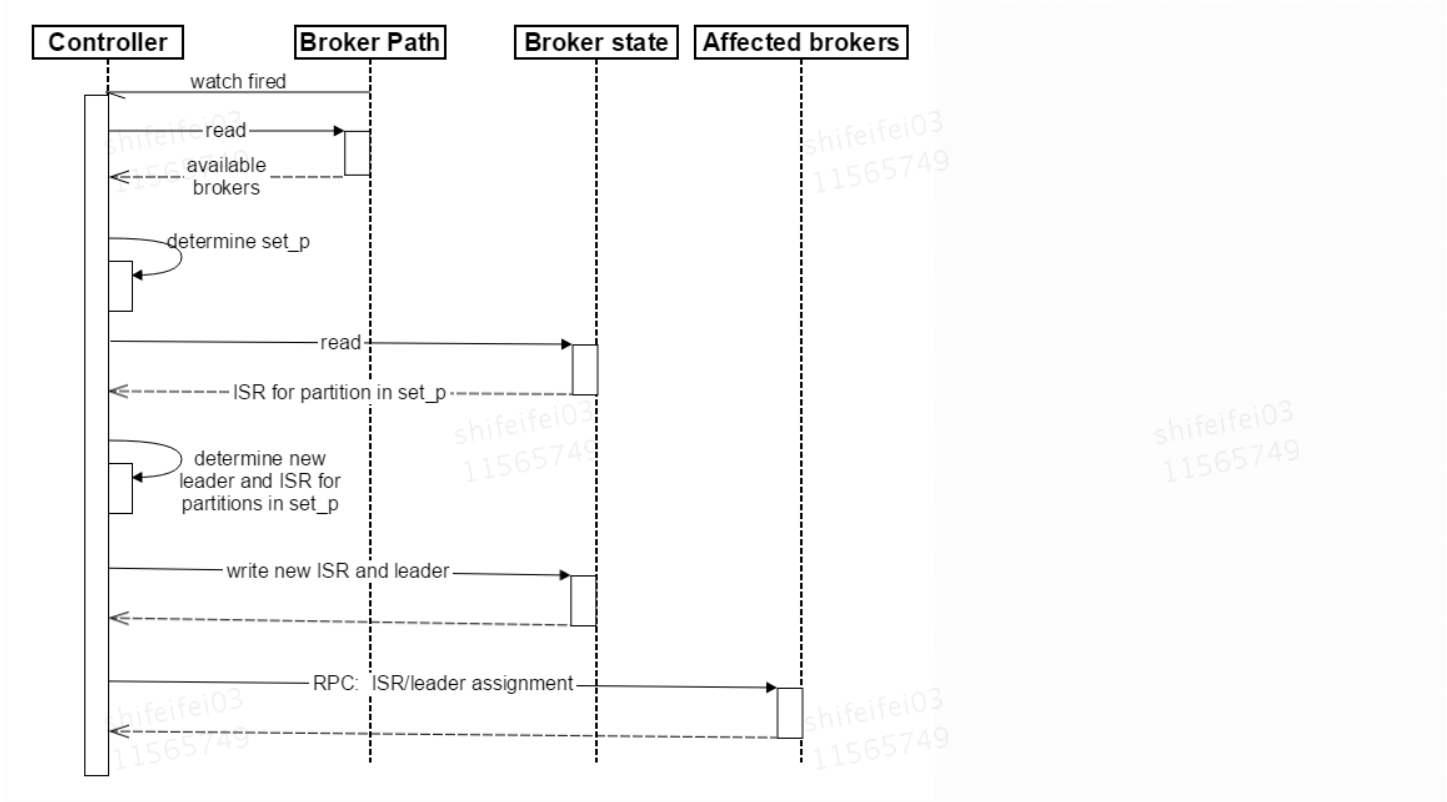 Controller
Broker Path
Broker state
Affected brokers
watch fired
read
available
brokers
determine set_p
read
ISR for partition in set_p
determine new
leader and ISR for
partitions in set_p
write new ISR and leader
RPC:  ISR/leader assignment
shifeifei03
11565749
shifeifei03
11565749
shifeifei03
11565749
shifeifei03
11565749
shifeifei03
11565749
shifeifei03
11565749